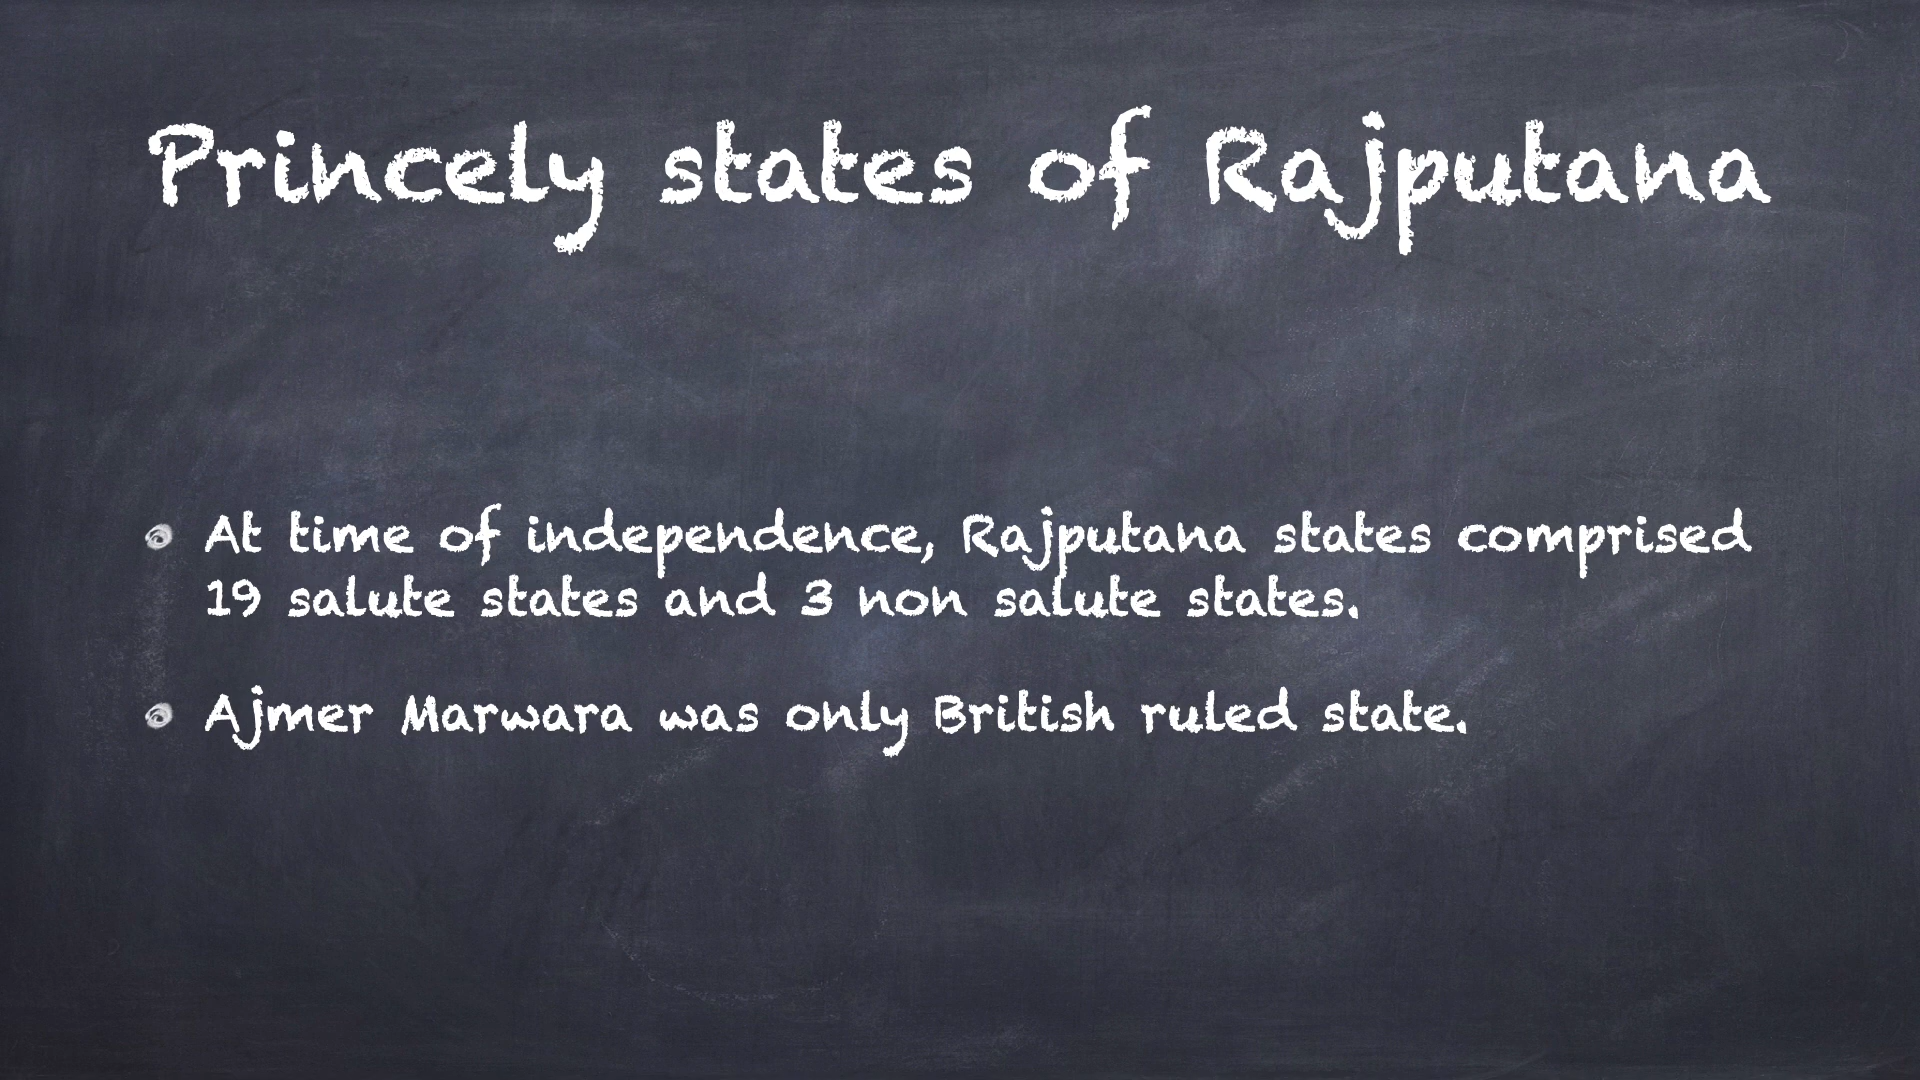 Princely states of Rajputana
At time of independence, Rajputana states comprised
19 salute states and 3 non salute states.
Ajmer Marwara was only British ruled state.